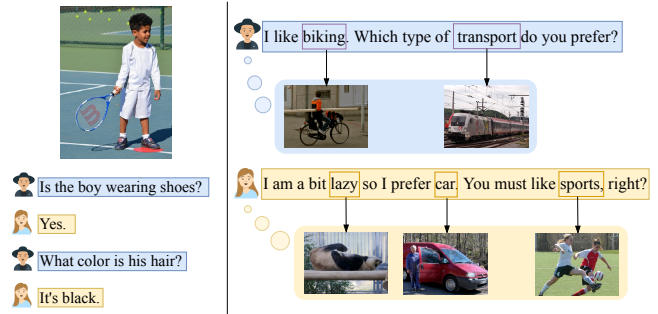 Is the boy wearing shoes?
Yes.
What color is his hair?
It's black.
I like biking. Which type of transport do you prefer?
I am a bit lazy so I prefer car. You must like sports, right?